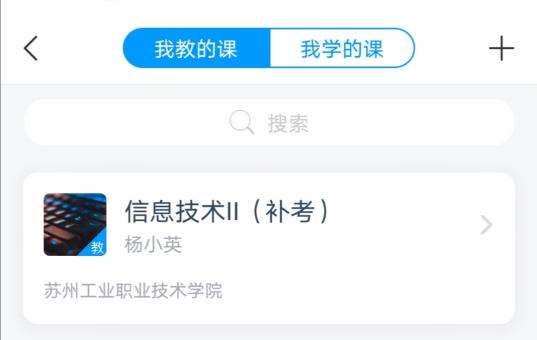 我教的课 我学的课
搜索
信息技术II（补考）
教
杨小英
苏州工业职业技术学院